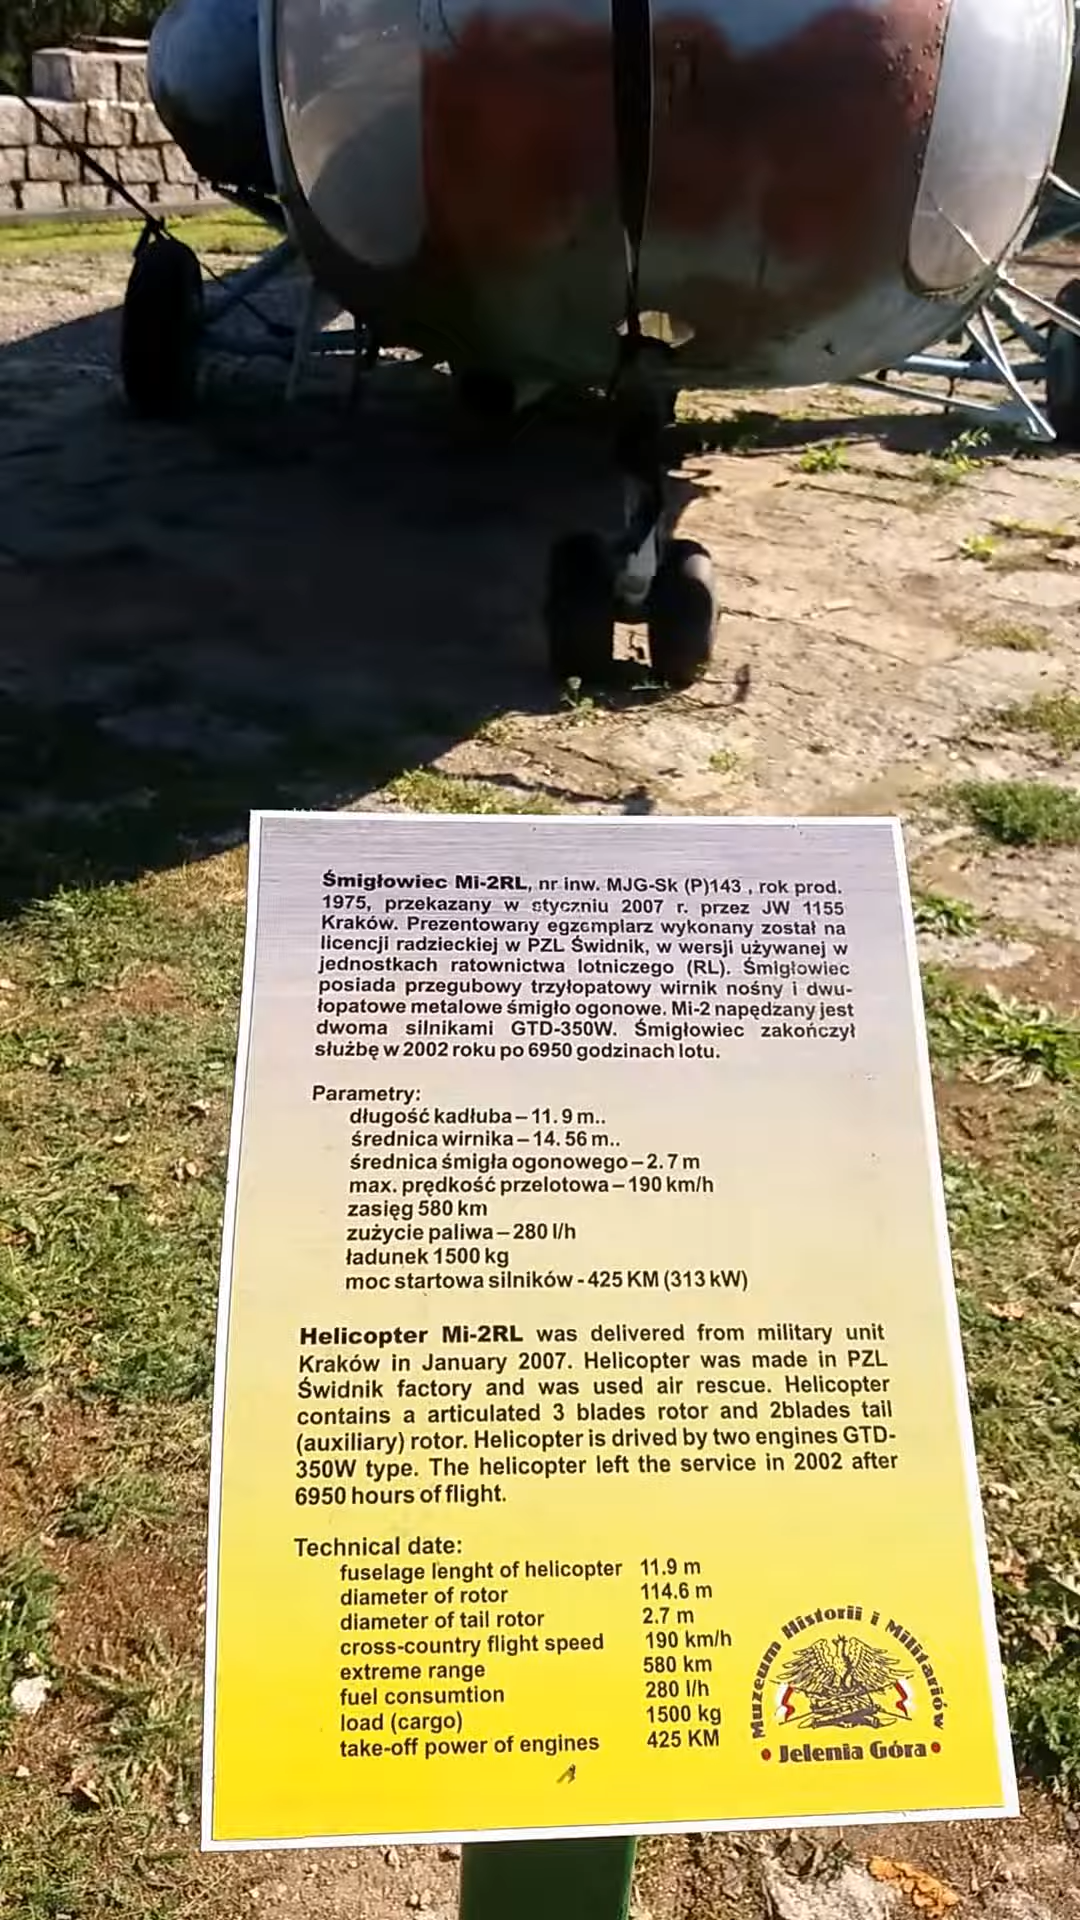 Śmigłowiec Mi-2RL, nr inw. MJG-Sk (P)143 , rok prod.
1975, przekazany w styczniu 2007 r. przez JW 1155
Kraków. Prezentowany egzemplarz wykonany został na
licencji radzieckiej w PZL Świdnik, w wersji używanej w
jednostkach ratownictwa lotniczego (RL). Śmigłowiec
posiada przegubowy trzyłopatowy wirnik nośny i dwu-
łopatowe metalowe śmigło ogonowe. Mi-2 napędzany jest
dwoma silnikami GTD-350W. Śmigłowiec zakończył
służbę w 2002 roku po 6950 godzinach lotu.
Parametry:
długość kadłuba – 11. 9 m..
średnica wirnika – 14. 56 m..
średnica śmigła ogonowego – 2. 7 m
max. prędkość przelotowa – 190 km/h
zasięg 580 km
zużycie paliwa – 280 l/h
ładunek 1500 kg
moc startowa silników - 425 KM (313 kW)
Helicopter Mi-2RL was delivered from military unit
Kraków in January 2007. Helicopter was made in PZL
Świdnik factory and was used air rescue. Helicopter
contains a articulated 3 blades rotor and 2blades tail
(auxiliary) rotor. Helicopter is drived by two engines GTD-
350W type. The helicopter left the service in 2002 after
6950 hours of flight.
Technical date:
fuselage lenght of helicopter 11.9 m
diameter of rotor 114.6 m
diameter of tail rotor 2.7 m
cross-country flight speed 190 km/h
extreme range 580 km
fuel consumtion 280 l/h
load (cargo) 1500 kg
take-off power of engines 425 KM
Muzeum Historii i Militariów
• Jelenia Góra •